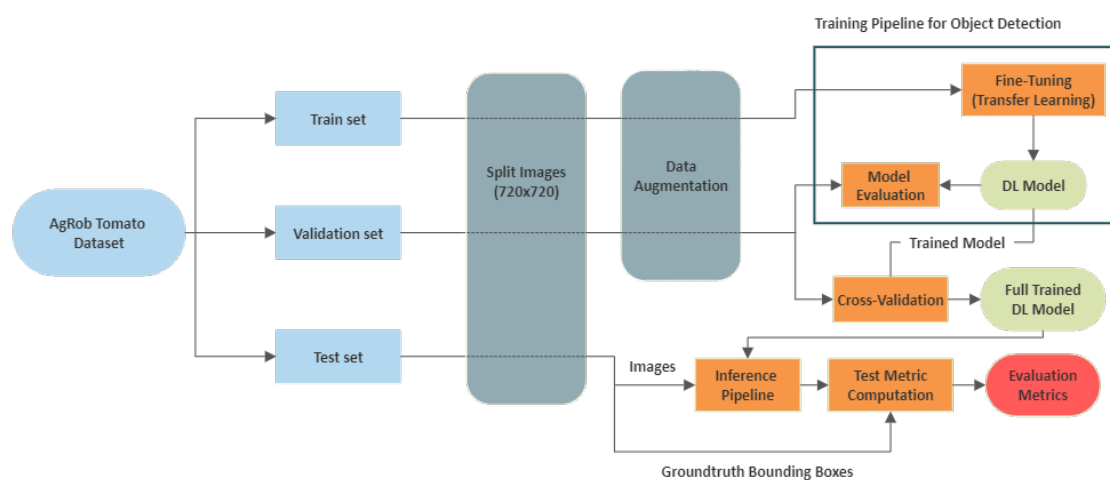 Training Pipeline for Object Detection
Fine-Tuning
(Transfer Learning)
Train set
Split Images
(720x720)
Data
Augmentation
Model
Evaluation
DL Model
AgRob Tomato
Dataset
Validation set
Trained Model
Cross-Validation
Full Trained
DL Model
Test set
Images
Inference
Pipeline
Test Metric
Computation
Evaluation
Metrics
Groundtruth Bounding Boxes